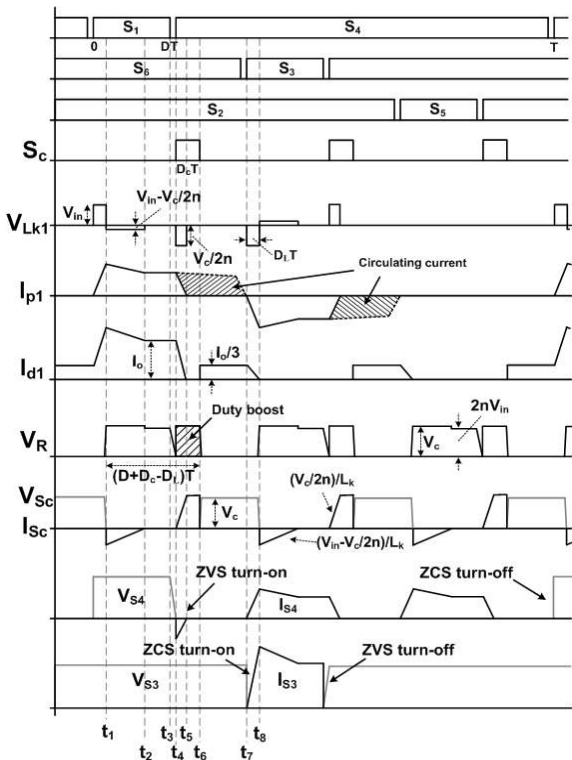 S1 S4
0 DT T
S6 S3
S2 S5
Sc
DcT
Vin-Vc/2n
Vin
VLk1
Vc/2n
DLT
Circulating current
Ip1
Io
Io/3
Id1
Duty boost
2nVin
VR
Vc
(D+Dc-DL)T
VSc
(Vc/2n)/Lk
Vc
ISc
(Vin-Vc/2n)/Lk
ZVS turn-on
ZCS turn-off
VS4
IS4
ZCS turn-on
ZVS turn-off
VS3
IS3
t1 t3 t5 t8
t2 t4 t6 t7